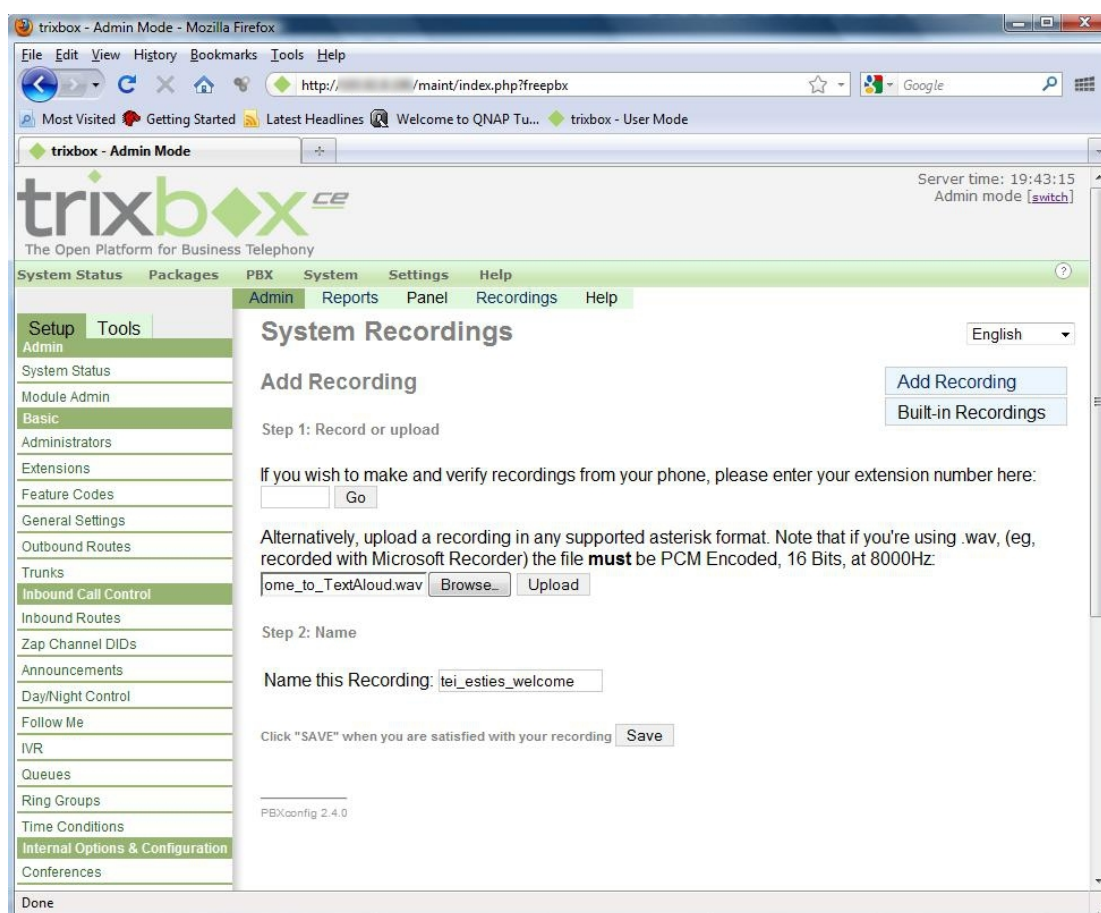 trixbox - Admin Mode - Mozilla Firefox
File Edit View History Bookmarks Tools Help
http:// /maint/index.php?freepbx
Google
Most Visited Getting Started Latest Headlines Welcome to QNAP Tu... trixbox - User Mode
trixbox - Admin Mode
trixbox ce
The Open Platform for Business Telephony
Server time: 19:43:15
Admin mode [switch]
System Status Packages PBX System Settings Help ?
Admin Reports Panel Recordings Help
Setup Tools
Admin
System Status
Module Admin
Basic
Administrators
Extensions
Feature Codes
General Settings
Outbound Routes
Trunks
Inbound Call Control
Inbound Routes
Zap Channel DIDs
Announcements
Day/Night Control
Follow Me
IVR
Queues
Ring Groups
Time Conditions
Internal Options & Configuration
Conferences
System Recordings
English
Add Recording
Add Recording
Built-in Recordings
Step 1: Record or upload
If you wish to make and verify recordings from your phone, please enter your extension number here:
Go
Alternatively, upload a recording in any supported asterisk format. Note that if you're using .wav, (eg,
recorded with Microsoft Recorder) the file must be PCM Encoded, 16 Bits, at 8000Hz:
ome_to_TextAloud.wav Browse... Upload
Step 2: Name
Name this Recording: tei_esties_welcome
Click "SAVE" when you are satisfied with your recording Save
PBXconfig 2.4.0
Done